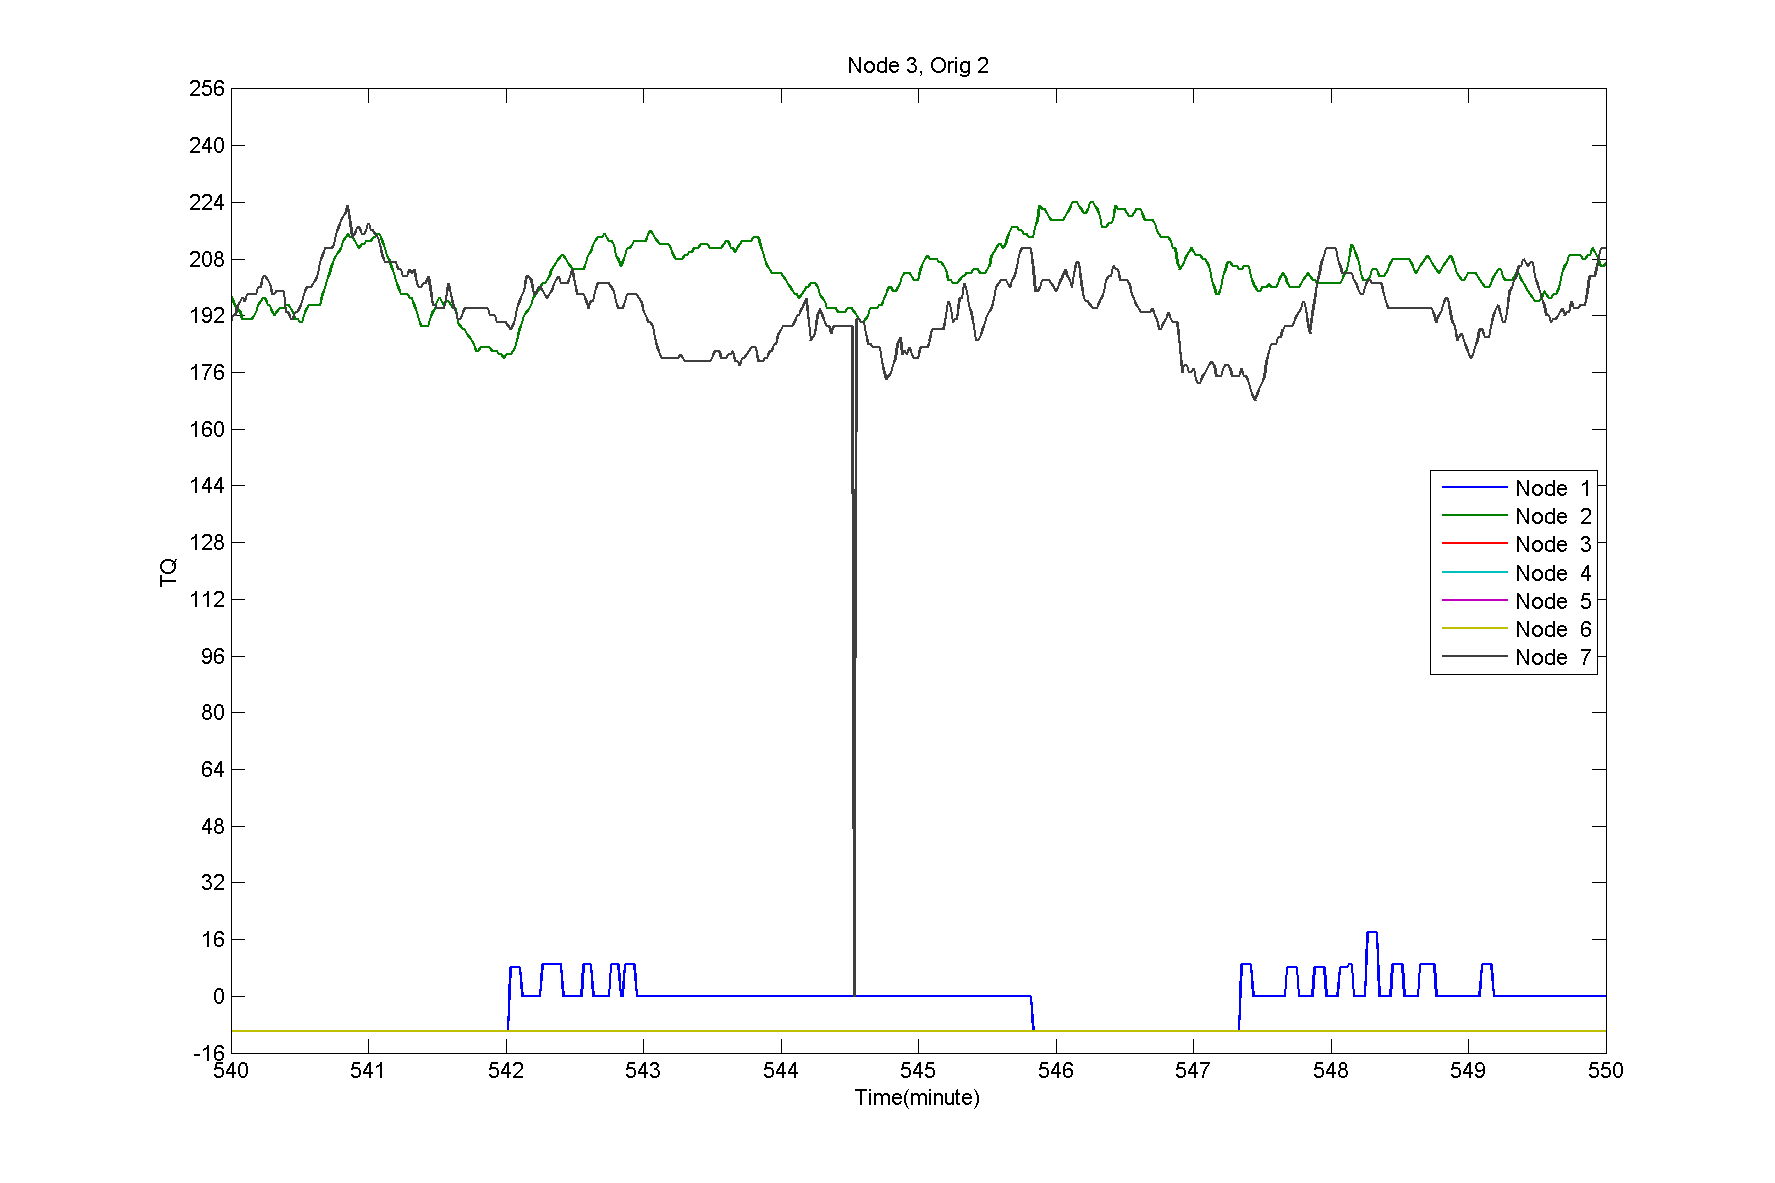 Node 3, Orig 2
256
240
224
208
192
176
160
144
128
112
96
80
64
48
32
16
0
-16
TQ
Node 1
Node 2
Node 3
Node 4
Node 5
Node 6
Node 7
540 541 542 543 544 545 546 547 548 549 550
Time(minute)